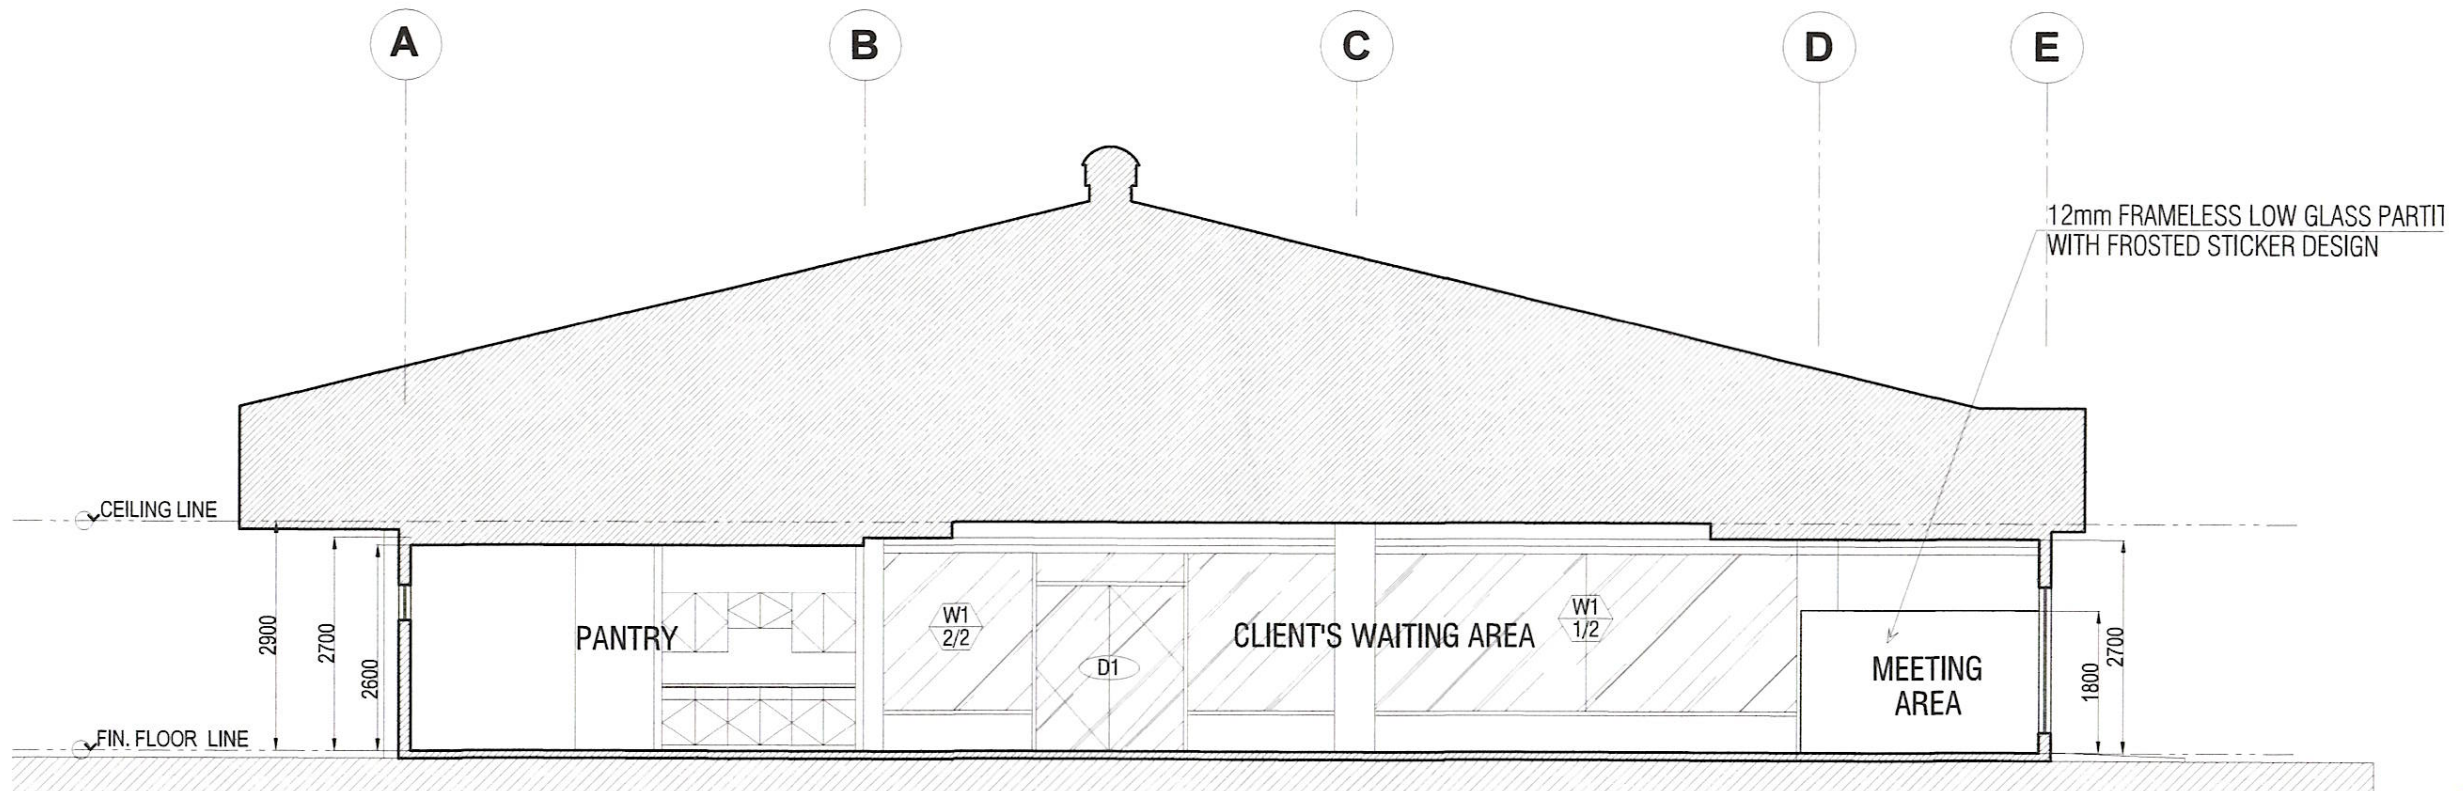 A
B
C
D
E
12mm FRAMELESS LOW GLASS PARTIT
WITH FROSTED STICKER DESIGN
CEILING LINE
2900
2700
2600
PANTRY
W1
2/2
D1
CLIENT'S WAITING AREA
W1
1/2
MEETING
AREA
1800
2700
FIN. FLOOR LINE